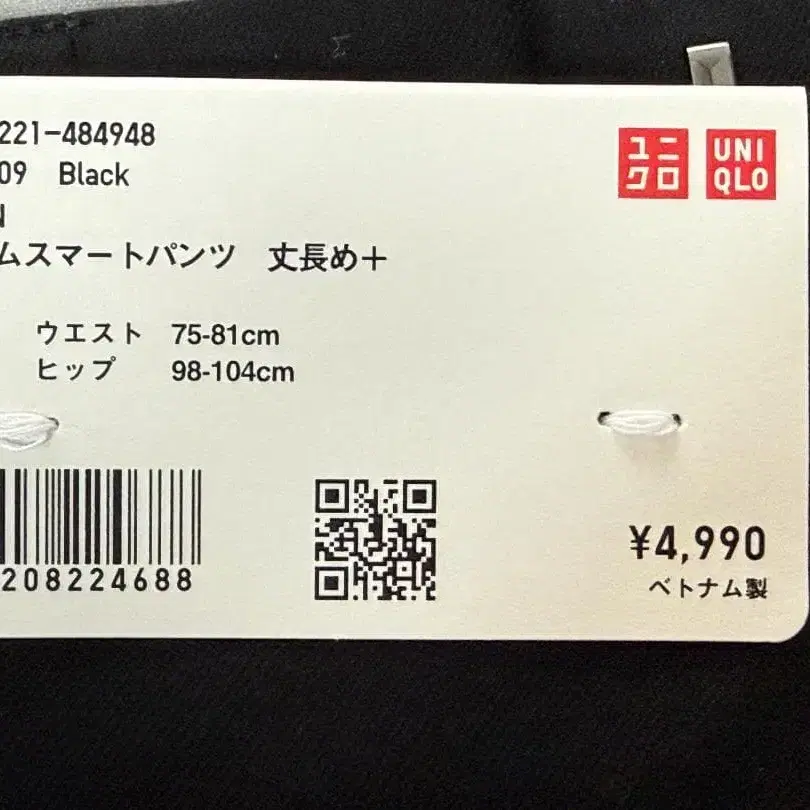 221-484948
09 Black
ユニクロ
UNIQLO
ムスマートパンツ 丈長め＋
ウエスト 75-81cm
ヒップ 98-104cm
208224688
¥4,990
ベトナム製